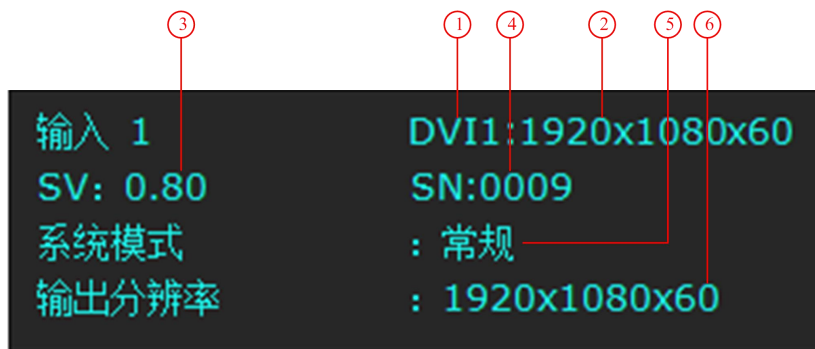 ③ ① ④ ② ⑤ ⑥
输入 1 DVI1:1920x1080x60
SV: 0.80 SN:0009
系统模式 : 常规
输出分辨率 : 1920x1080x60